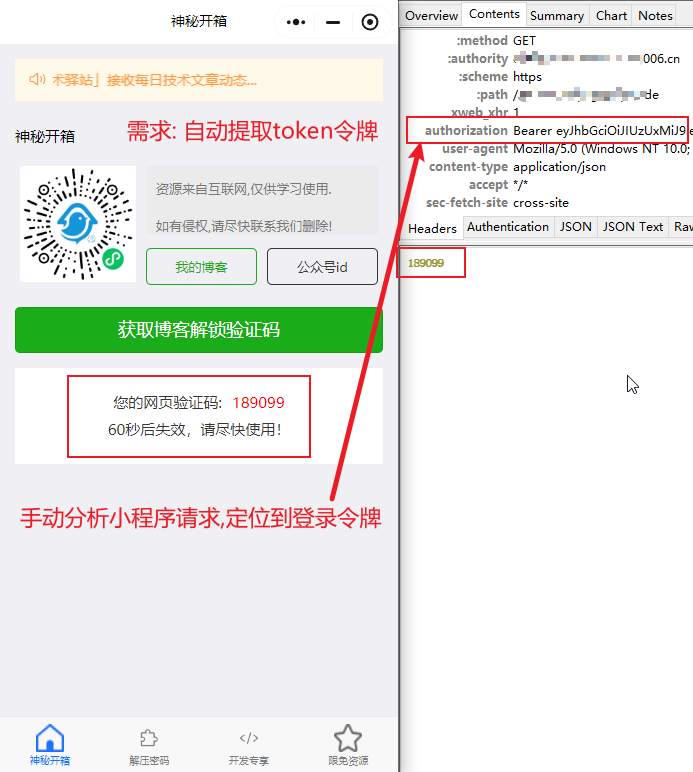 神秘开箱
术驿站」接收每日技术文章动态...
神秘开箱
需求: 自动提取token令牌
资源来自互联网,仅供学习使用.
如有侵权,请尽快联系我们删除!
我的博客
公众号id
获取博客解锁验证码
您的网页验证码: 189099
60秒后失效，请尽快使用！
手动分析小程序请求,定位到登录令牌
神秘开箱
解压密码
开发专享
限免资源
Overview Contents Summary Chart Notes
:method GET
:authority 006.cn
:scheme https
:path / de
xweb_xhr 1
authorization Bearer eyJhbGciOiJIUzUxMiJ9.e
user-agent Mozilla/5.0 (Windows NT 10.0;
content-type application/json
accept */*
sec-fetch-site cross-site
Headers Authentication JSON JSON Text Raw
189099